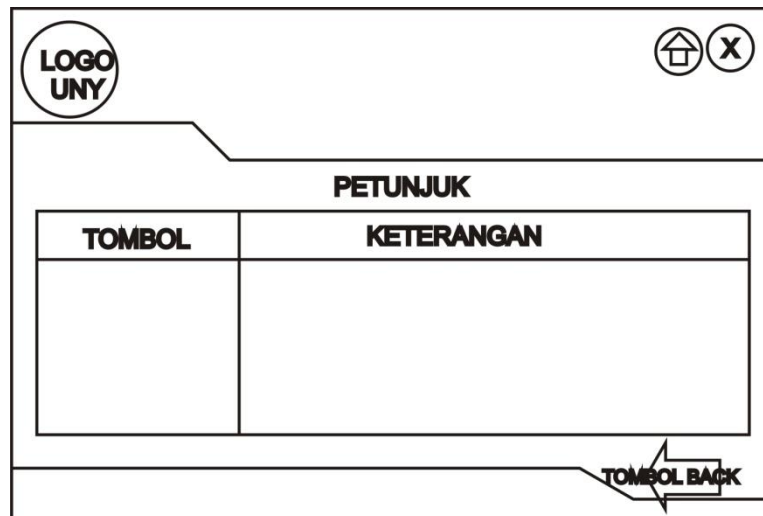 LOGO
UNY
X
PETUNJUK
TOMBOL
KETERANGAN
TOMBOL BACK